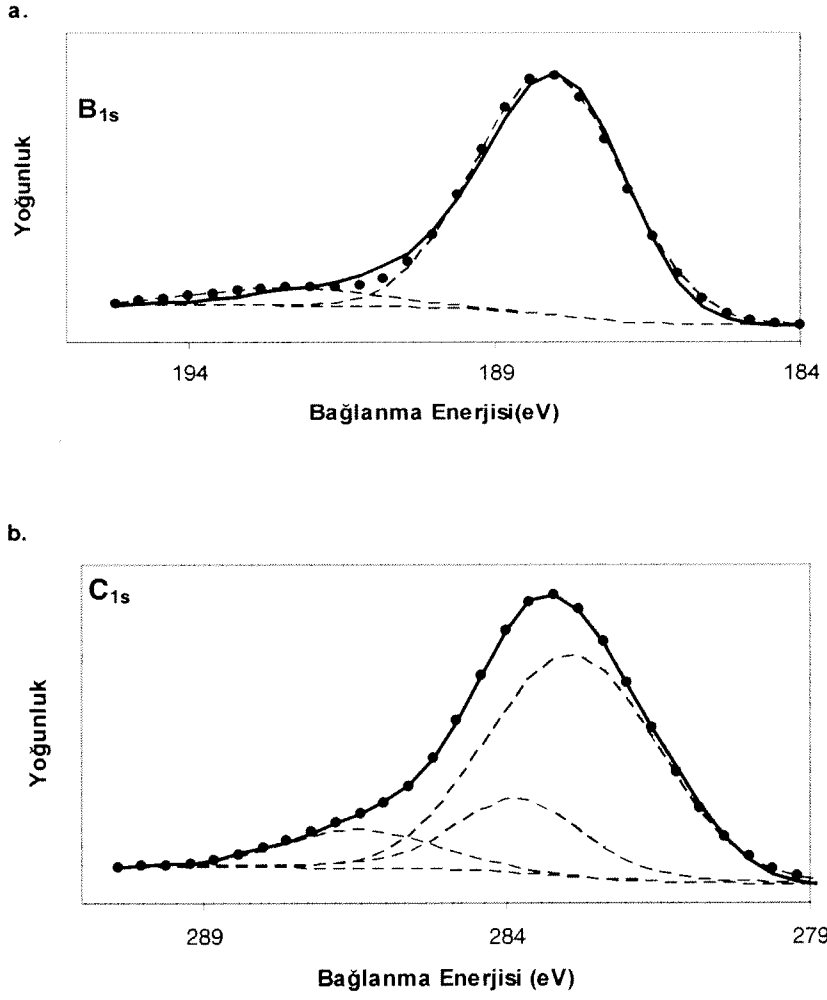 a.
B1s
Yoğunluk
194
189
184
Bağlanma Enerjisi(eV)
b.
C1s
Yoğunluk
289
284
279
Bağlanma Enerjisi (eV)